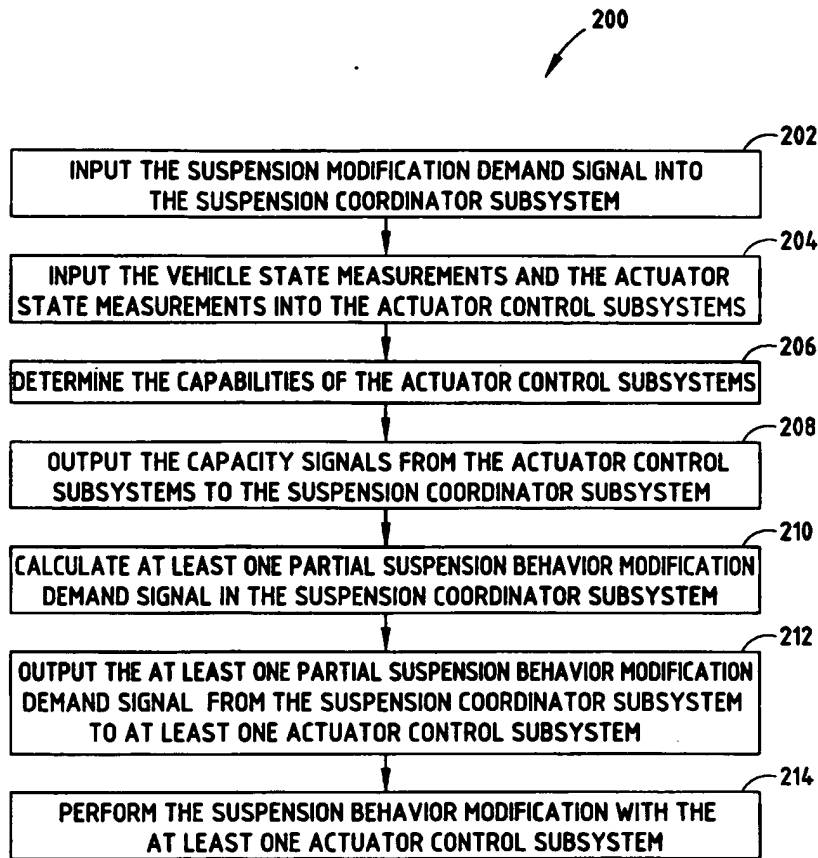 200
202
INPUT THE SUSPENSION MODIFICATION DEMAND SIGNAL INTO
THE SUSPENSION COORDINATOR SUBSYSTEM
204
INPUT THE VEHICLE STATE MEASUREMENTS AND THE ACTUATOR
STATE MEASUREMENTS INTO THE ACTUATOR CONTROL SUBSYSTEMS
206
DETERMINE THE CAPABILITIES OF THE ACTUATOR CONTROL SUBSYSTEMS
208
OUTPUT THE CAPACITY SIGNALS FROM THE ACTUATOR CONTROL
SUBSYSTEMS TO THE SUSPENSION COORDINATOR SUBSYSTEM
210
CALCULATE AT LEAST ONE PARTIAL SUSPENSION BEHAVIOR MODIFICATION
DEMAND SIGNAL IN THE SUSPENSION COORDINATOR SUBSYSTEM
212
OUTPUT THE AT LEAST ONE PARTIAL SUSPENSION BEHAVIOR MODIFICATION
DEMAND SIGNAL FROM THE SUSPENSION COORDINATOR SUBSYSTEM
TO AT LEAST ONE ACTUATOR CONTROL SUBSYSTEM
214
PERFORM THE SUSPENSION BEHAVIOR MODIFICATION WITH THE
AT LEAST ONE ACTUATOR CONTROL SUBSYSTEM